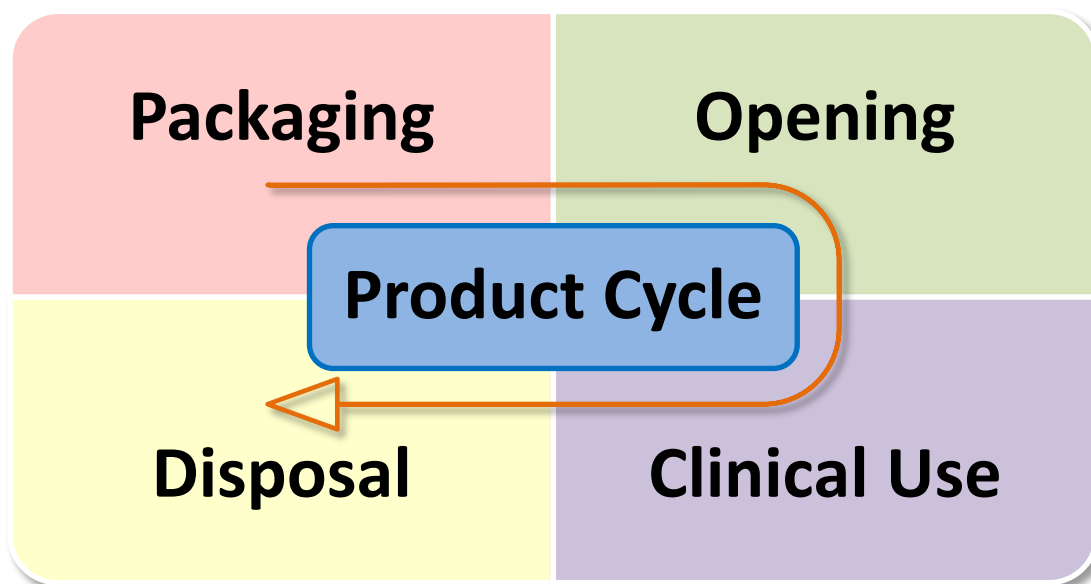 Packaging
Opening
Product Cycle
Disposal
Clinical Use